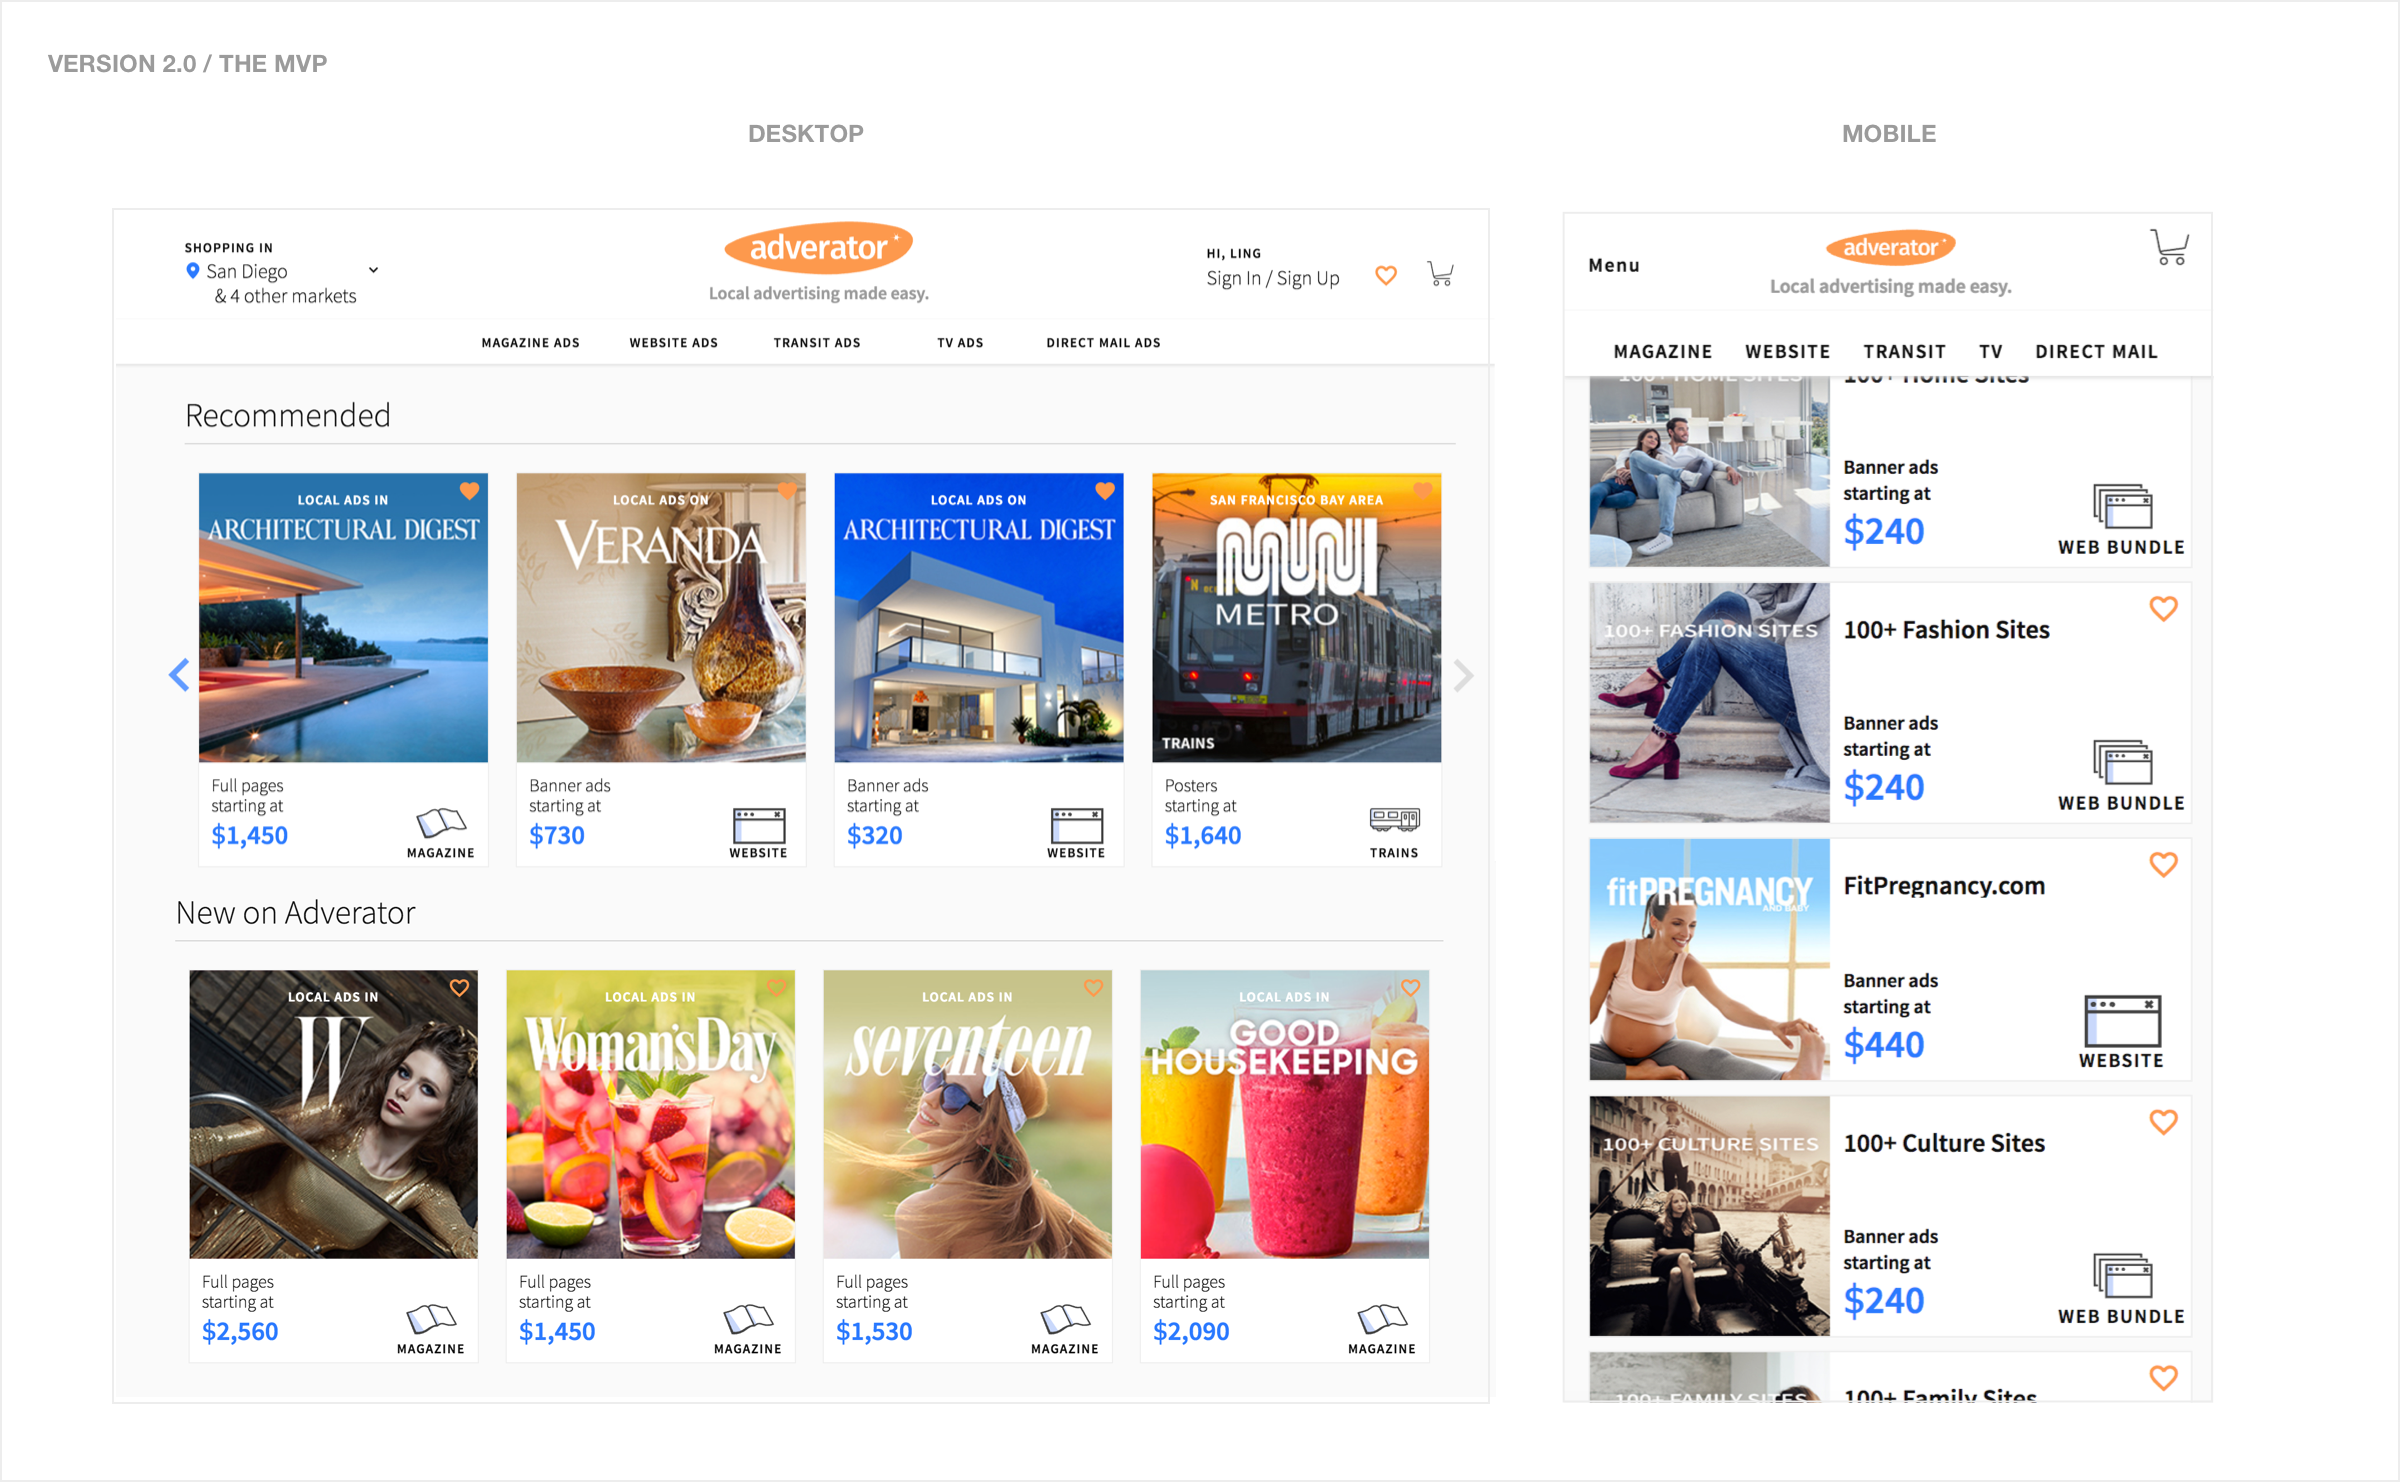 VERSION 2.0 / THE MVP
DESKTOP
SHOPPING IN
San Diego
& 4 other markets
adverator
Local advertising made easy.
HI, LING
Sign In / Sign Up
MAGAZINE ADS
WEBSITE ADS
TRANSIT ADS
TV ADS
DIRECT MAIL ADS
Recommended
LOCAL ADS IN
ARCHITECTURAL DIGEST
Full pages
starting at
$1,450
MAGAZINE
LOCAL ADS ON
VERANDA
Banner ads
starting at
$730
WEBSITE
LOCAL ADS ON
ARCHITECTURAL DIGEST
Banner ads
starting at
$320
WEBSITE
SAN FRANCISCO BAY AREA
MUNI
METRO
N
TRAINS
Posters
starting at
$1,640
TRAINS
New on Adverator
LOCAL ADS IN
W
Full pages
starting at
$2,560
MAGAZINE
LOCAL ADS IN
Woman'sDay
Full pages
starting at
$1,450
MAGAZINE
LOCAL ADS IN
seventeen
Full pages
starting at
$1,530
MAGAZINE
LOCAL ADS IN
GOOD
HOUSEKEEPING
Full pages
starting at
$2,090
MAGAZINE
MOBILE
Menu
adverator
Local advertising made easy.
MAGAZINE
WEBSITE
TRANSIT
TV
DIRECT MAIL
100+ HOME SITES
100+ Home Sites
Banner ads
starting at
$240
WEB BUNDLE
100+ FASHION SITES
100+ Fashion Sites
Banner ads
starting at
$240
WEB BUNDLE
fitPREGNANCY
AND BABY
FitPregnancy.com
Banner ads
starting at
$440
WEBSITE
100+ CULTURE SITES
100+ Culture Sites
Banner ads
starting at
$240
WEB BUNDLE
100+ FAMILY SITES
100+ Family Sites